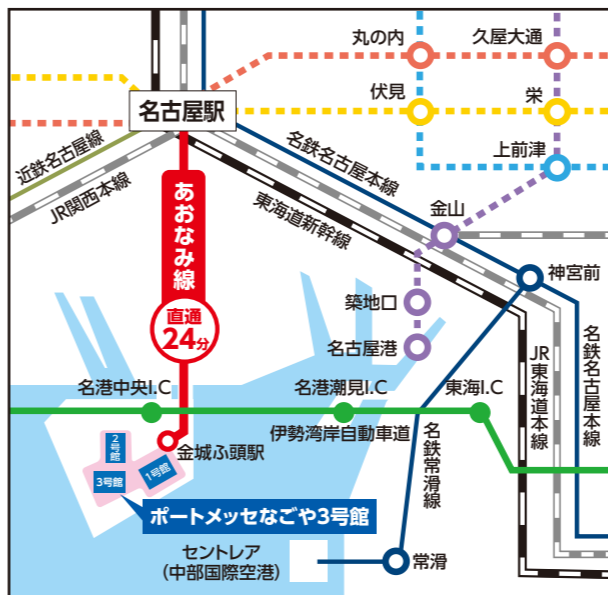 丸の内
久屋大通
伏見
栄
名古屋駅
上前津
近鉄名古屋線
JR関西本線
あおなみ線
直通
24分
名鉄名古屋本線
東海道新幹線
金山
神宮前
築地口
名古屋港
JR東海道本線
名鉄名古屋本線
名港中央I.C
名港潮見I.C
東海I.C
伊勢湾岸自動車道
名鉄常滑線
金城ふ頭駅
2号館
3号館
1号館
ポートメッセなごや3号館
セントレア
(中部国際空港)
常滑